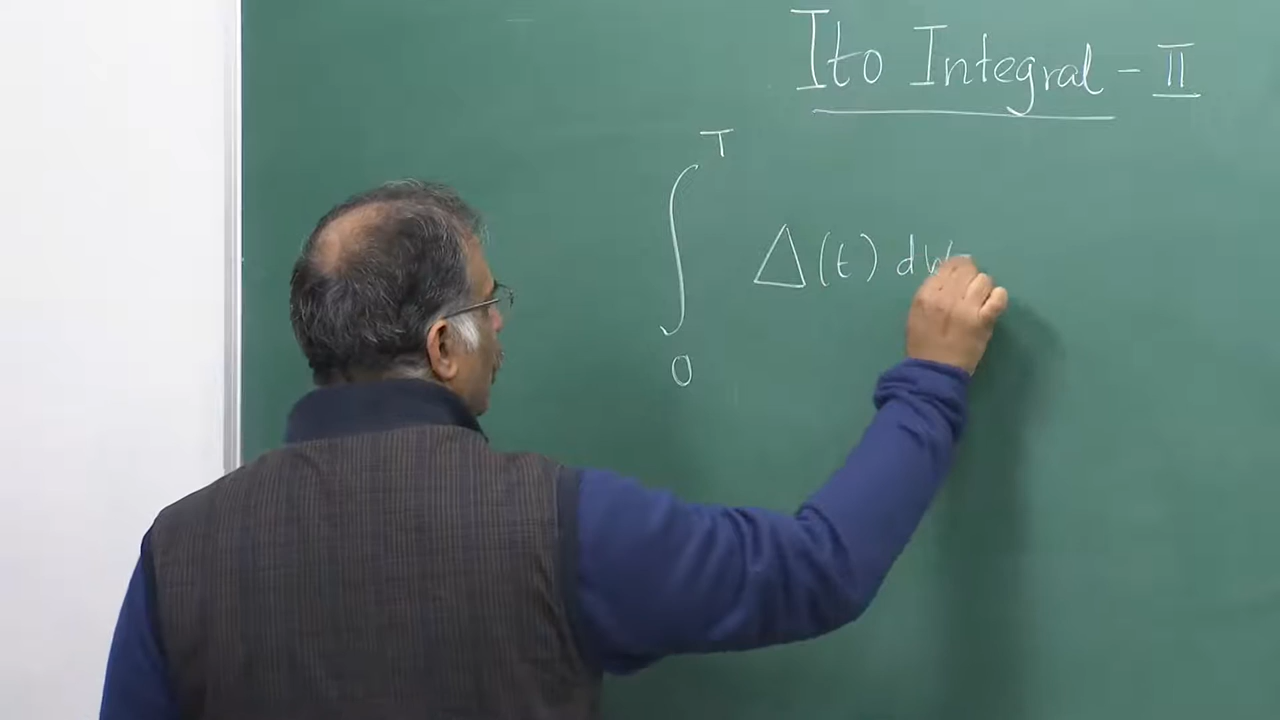 Ito Integral - II
T
∫ Δ(t) dW
0